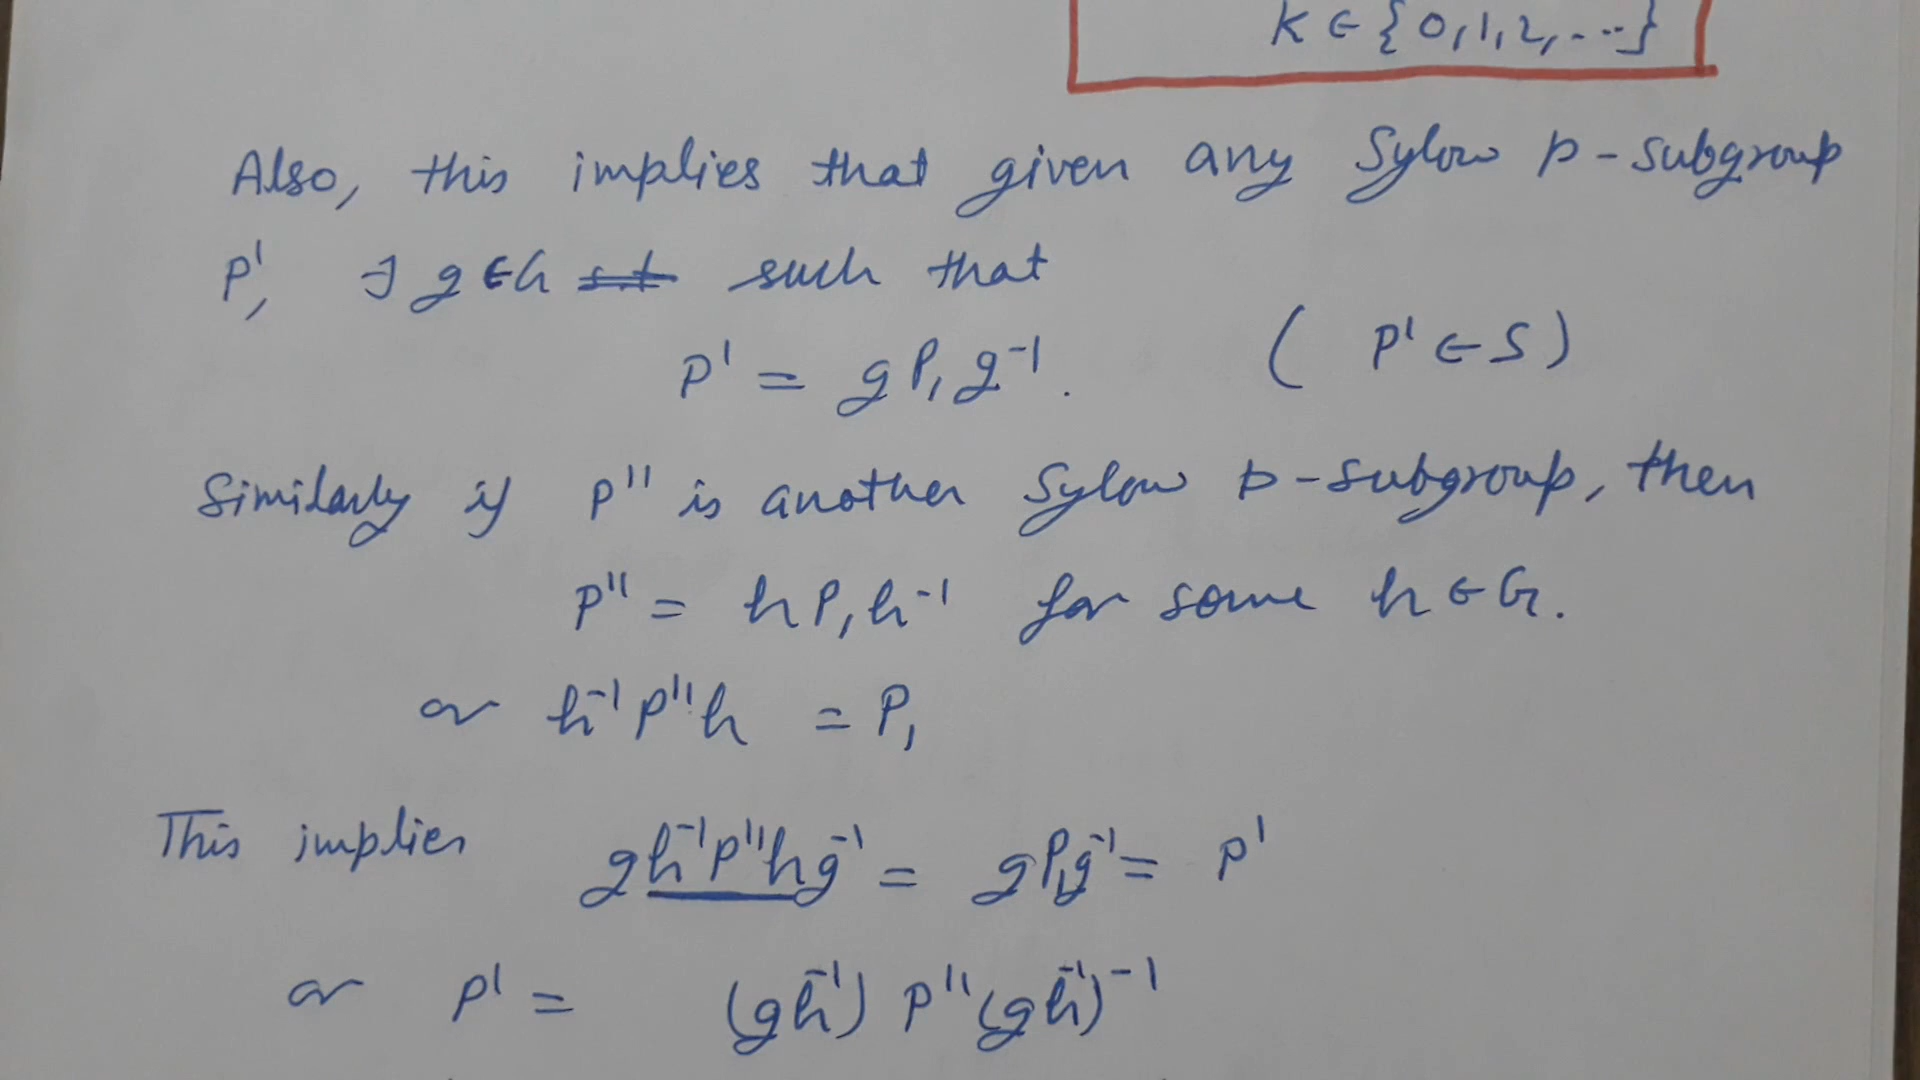 K ∈ {0,1,2,...}
Also, this implies that given any Sylow p-subgroup
P', ∃ g ∈ G such that
P' = gP₁g⁻¹. (P' ∈ S)
Similarly if P'' is another Sylow p-subgroup, then
P'' = hP₁h⁻¹ for some h ∈ G.
or h⁻¹P''h = P₁
This implies gh⁻¹P''hg⁻¹ = gP₁g⁻¹ = P'
or P' = (gh⁻¹) P''(gh⁻¹)⁻¹